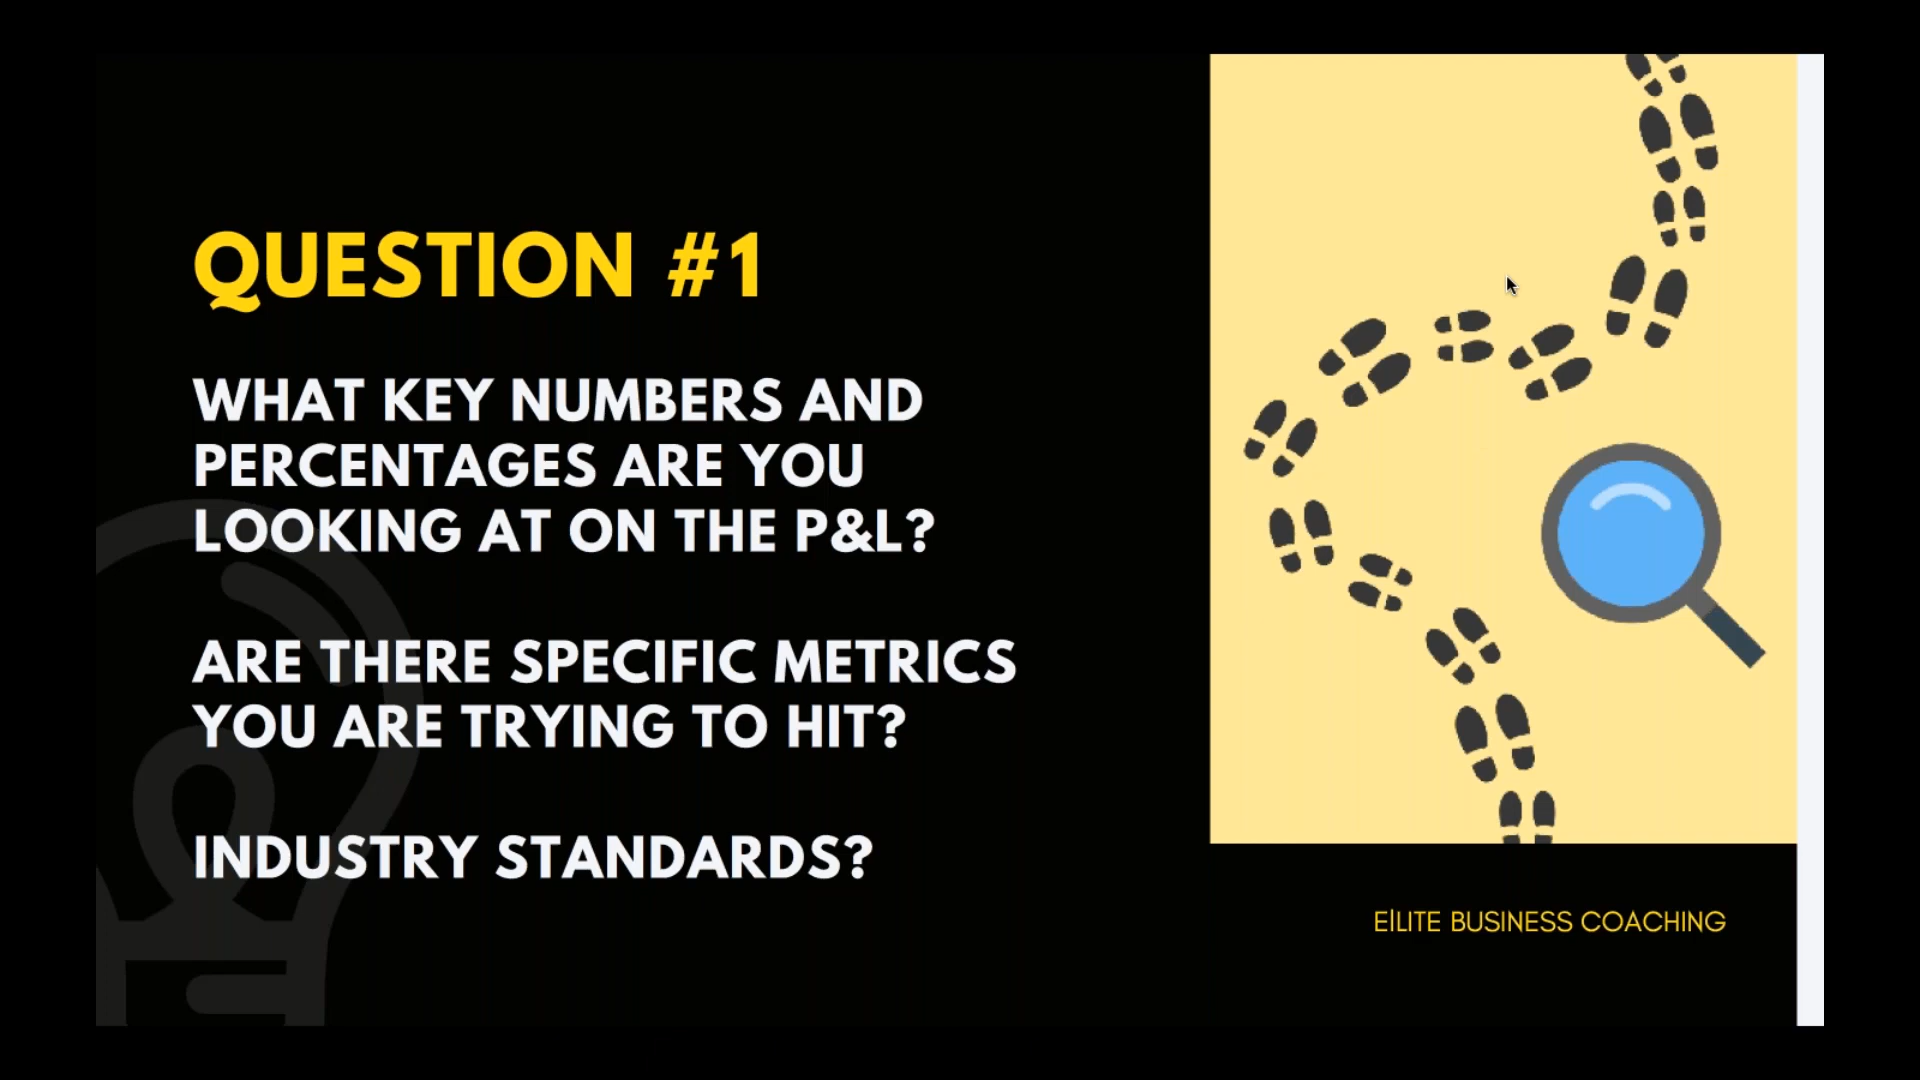 QUESTION #1
WHAT KEY NUMBERS AND
PERCENTAGES ARE YOU
LOOKING AT ON THE P&L?
ARE THERE SPECIFIC METRICS
YOU ARE TRYING TO HIT?
INDUSTRY STANDARDS?
E|LITE BUSINESS COACHING